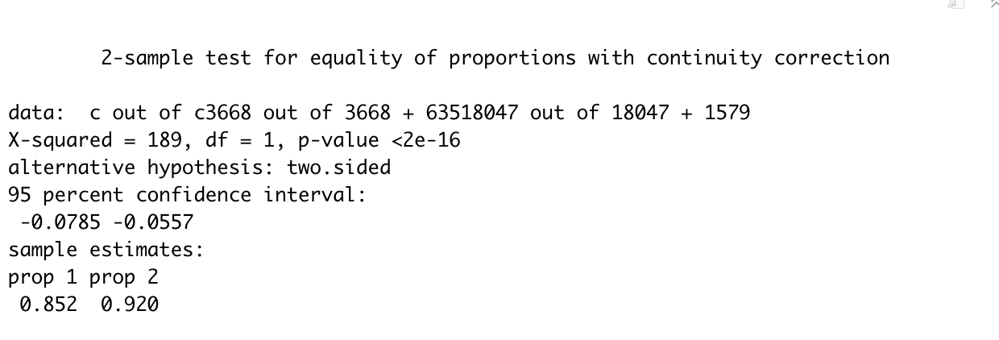 2-sample test for equality of proportions with continuity correction
data:  c out of c3668 out of 3668 + 63518047 out of 18047 + 1579
X-squared = 189, df = 1, p-value <2e-16
alternative hypothesis: two.sided
95 percent confidence interval:
 -0.0785 -0.0557
sample estimates:
prop 1 prop 2
 0.852  0.920